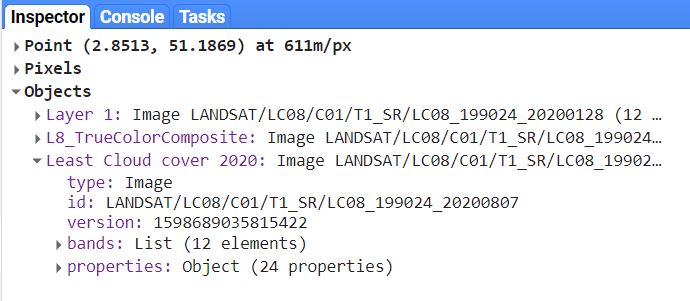 Inspector Console Tasks
Point (2.8513, 51.1869) at 611m/px
Pixels
Objects
Layer 1: Image LANDSAT/LC08/C01/T1_SR/LC08_199024_20200128 (12 …
L8_TrueColorComposite: Image LANDSAT/LC08/C01/T1_SR/LC08_199024…
Least Cloud cover 2020: Image LANDSAT/LC08/C01/T1_SR/LC08_19902…
type: Image
id: LANDSAT/LC08/C01/T1_SR/LC08_199024_20200807
version: 1598689035815422
bands: List (12 elements)
properties: Object (24 properties)